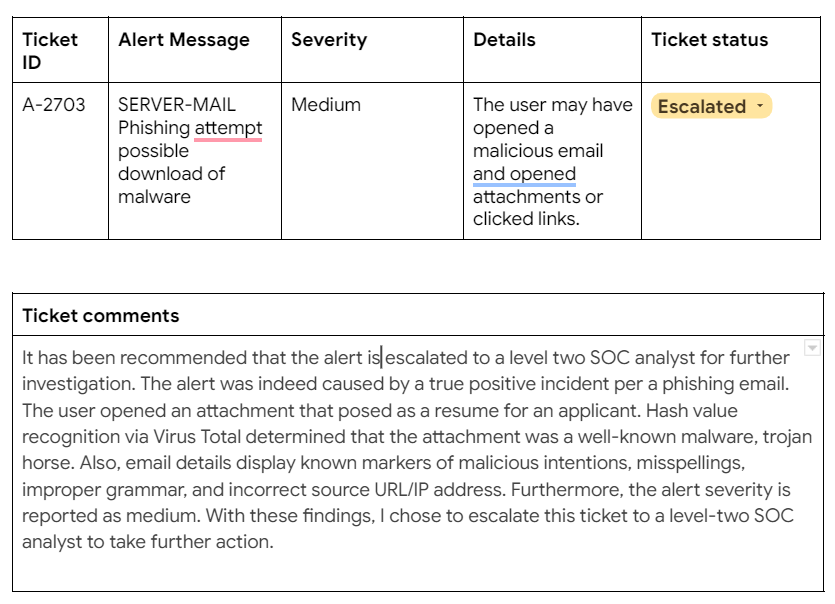 Ticket ID Alert Message Severity Details Ticket status
A-2703 SERVER-MAIL Phishing attempt possible download of malware Medium The user may have opened a malicious email and opened attachments or clicked links. Escalated
Ticket comments
It has been recommended that the alert is escalated to a level two SOC analyst for further
investigation. The alert was indeed caused by a true positive incident per a phishing email.
The user opened an attachment that posed as a resume for an applicant. Hash value
recognition via Virus Total determined that the attachment was a well-known malware, trojan
horse. Also, email details display known markers of malicious intentions, misspellings,
improper grammar, and incorrect source URL/IP address. Furthermore, the alert severity is
reported as medium. With these findings, I chose to escalate this ticket to a level-two SOC
analyst to take further action.